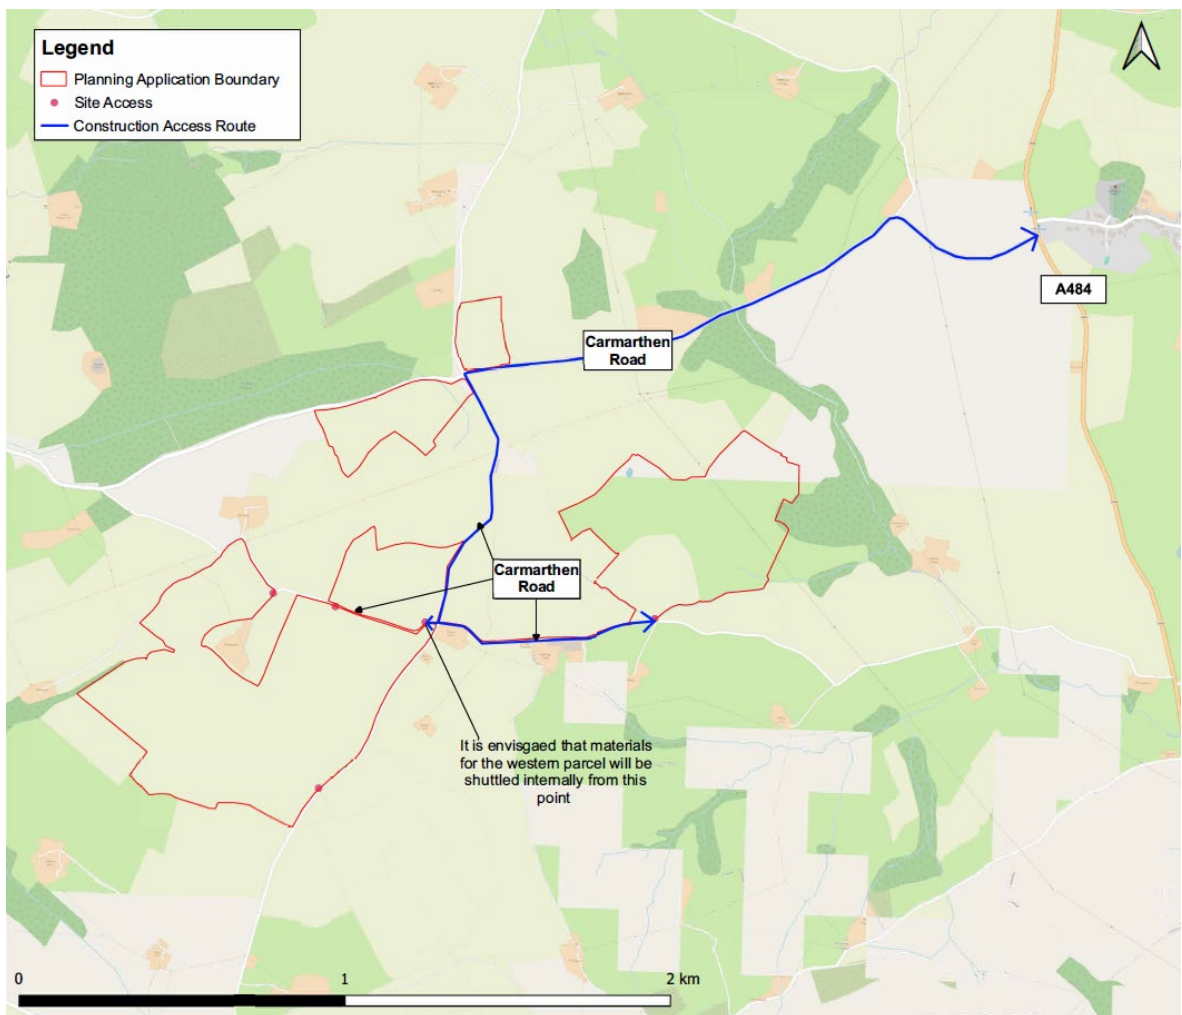 Legend
Planning Application Boundary
Site Access
Construction Access Route
A484
Carmarthen
Road
Carmarthen
Road
It is envisgaed that materials
for the western parcel will be
shuttled internally from this
point
0
1
2 km